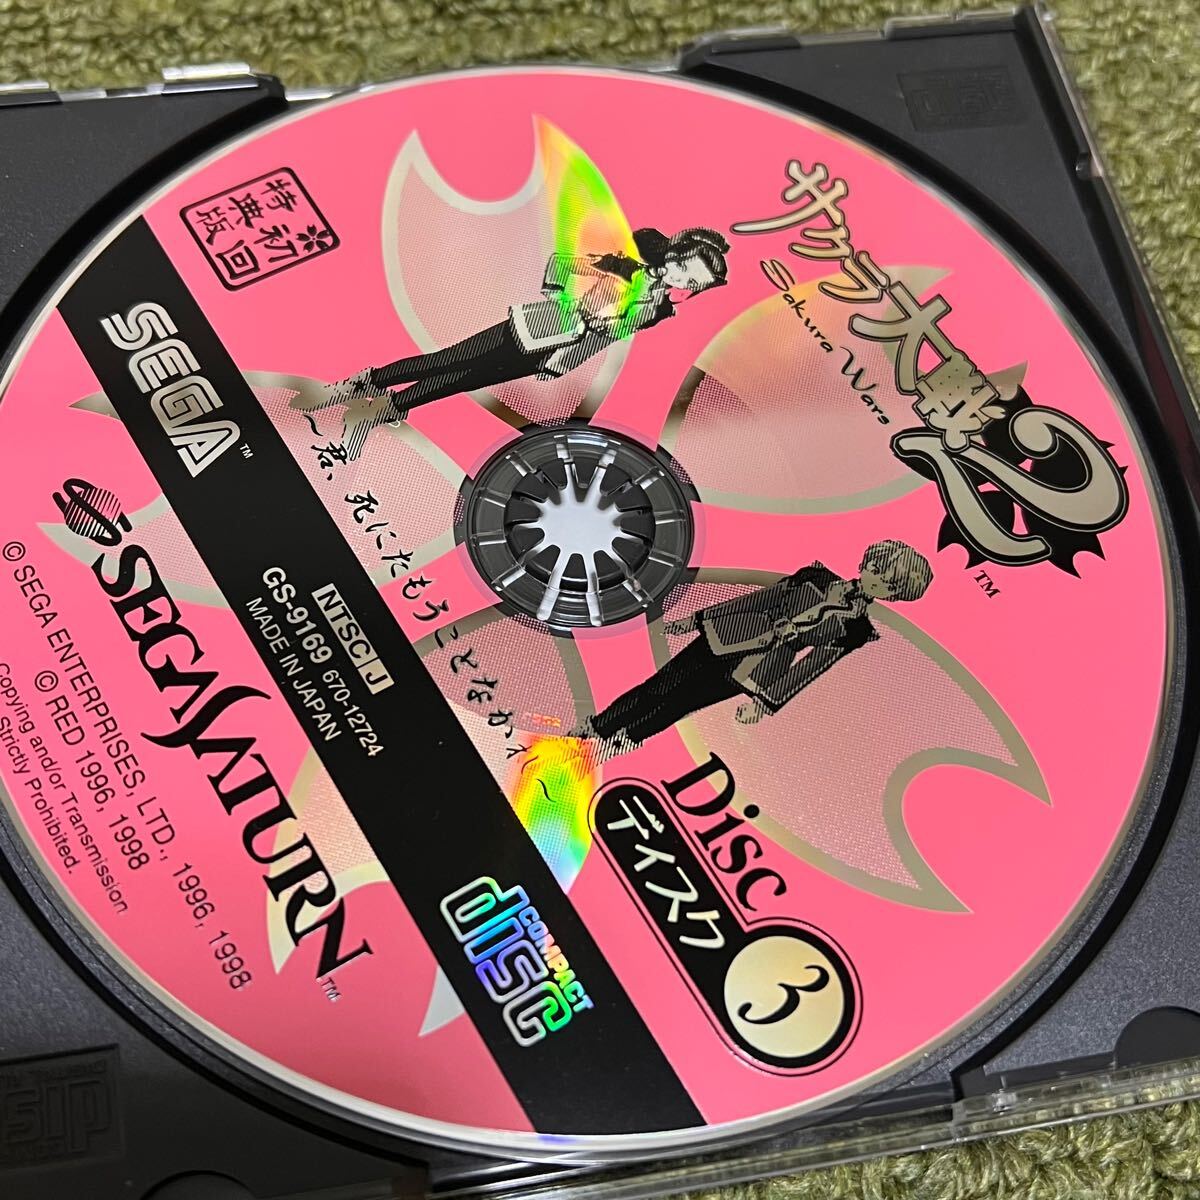 サクラ大戦2
Sakura Wars
TM
初回
特典版
SEGA TM
～君、死にたもうことなかれ～
NTSC J
GS-9169 670-12724
MADE IN JAPAN
SEGA SATURN TM
© SEGA ENTERPRISES, LTD., 1996, 1998
© RED 1996, 1998
Copying and/or Transmission
Strictly Prohibited.
Disc
ディスク
3
COMPACT
disc